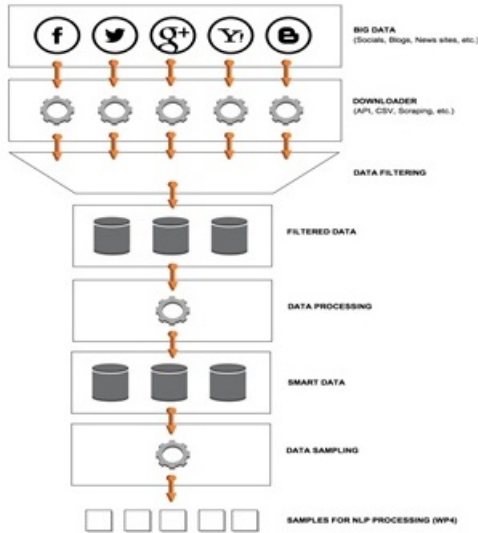 f
g+
Y!
B
BIG DATA
(Socials, Blogs, News sites, etc.)
DOWNLOADER
(API, CSV, Scraping, etc.)
DATA FILTERING
FILTERED DATA
DATA PROCESSING
SMART DATA
DATA SAMPLING
SAMPLES FOR NLP PROCESSING (WP4)